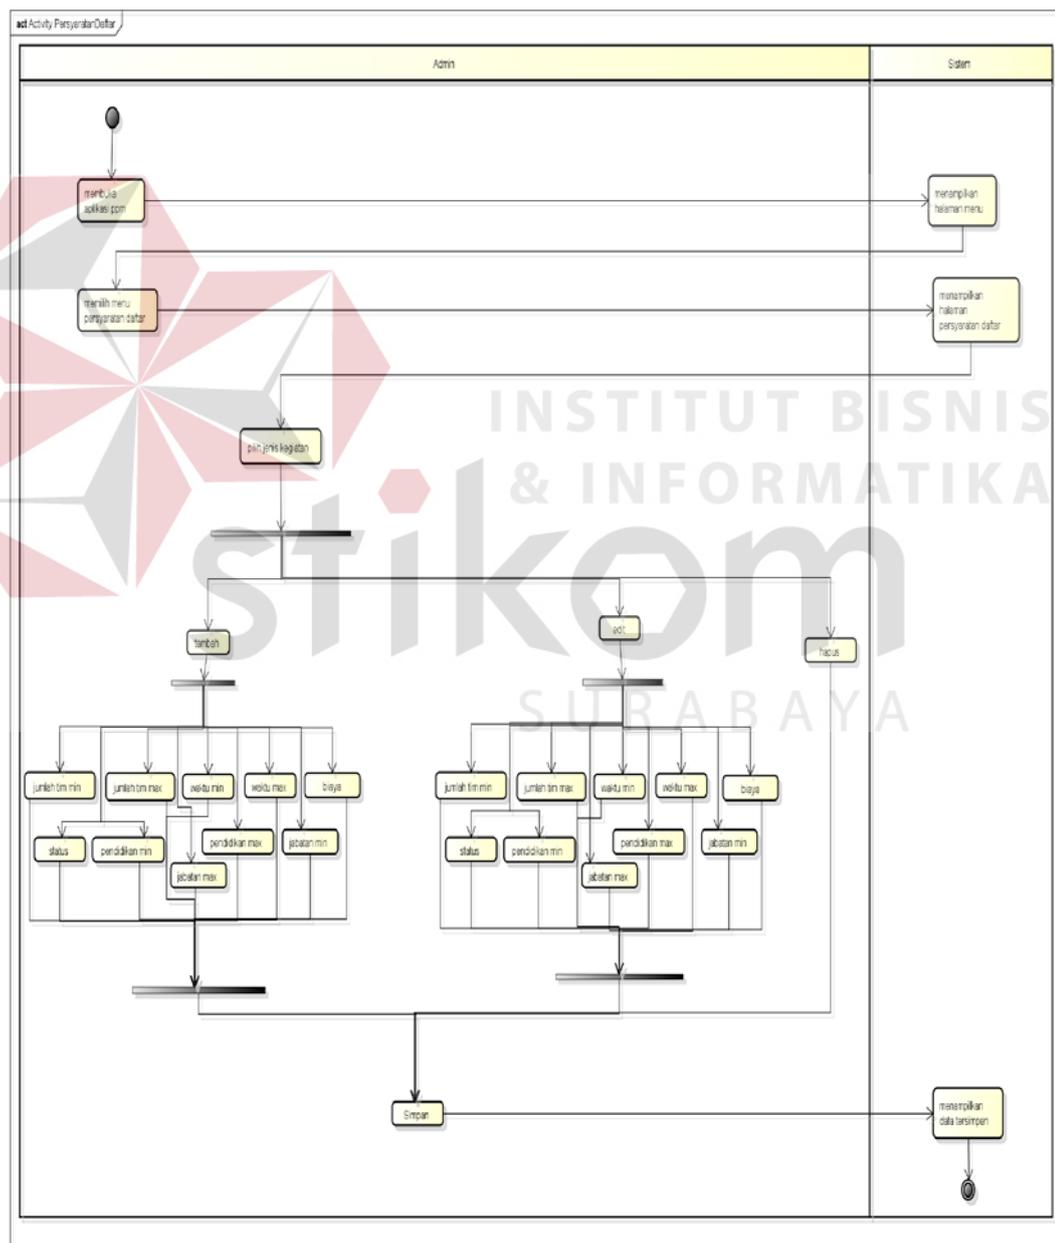 act Activity PersyaratanDaftar
Admin
Sistem
membuka
aplikasi ppm
menampilkan
halaman menu
memilih menu
persyaratan daftar
menampilkan
halaman
persyaratan daftar
pilih jenis kegiatan
INSTITUT BISNIS
& INFORMATIKA
stikom
SURABAYA
tambah
edit
hapus
jumlah tim min
jumlah tim max
waktu min
waktu max
biaya
status
pendidikan min
pendidikan max
jabatan min
jabatan max
jumlah tim min
jumlah tim max
waktu min
waktu max
biaya
status
pendidikan min
pendidikan max
jabatan min
jabatan max
Simpan
menampilkan
data tersimpan